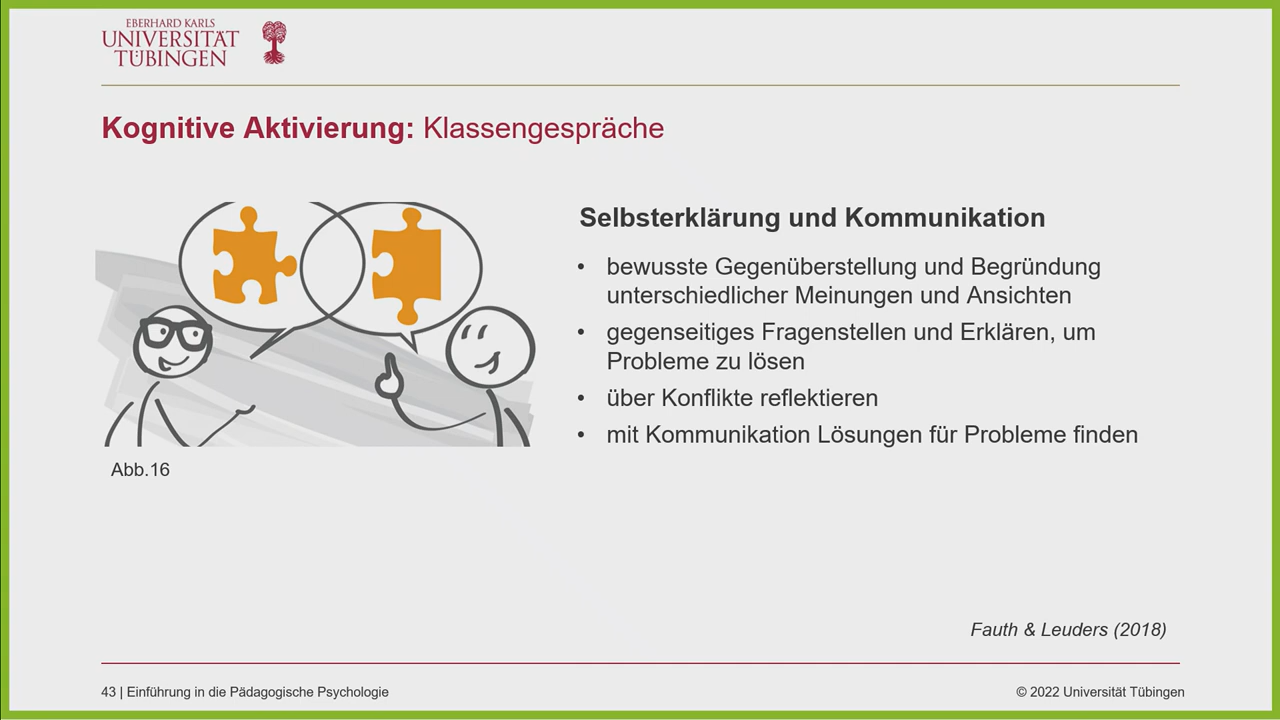 EBERHARD KARLS
UNIVERSITÄT
TÜBINGEN
Kognitive Aktivierung: Klassengespräche
Selbsterklärung und Kommunikation
• bewusste Gegenüberstellung und Begründung
unterschiedlicher Meinungen und Ansichten
• gegenseitiges Fragenstellen und Erklären, um
Probleme zu lösen
• über Konflikte reflektieren
• mit Kommunikation Lösungen für Probleme finden
Abb.16
Fauth & Leuders (2018)
43 | Einführung in die Pädagogische Psychologie
© 2022 Universität Tübingen